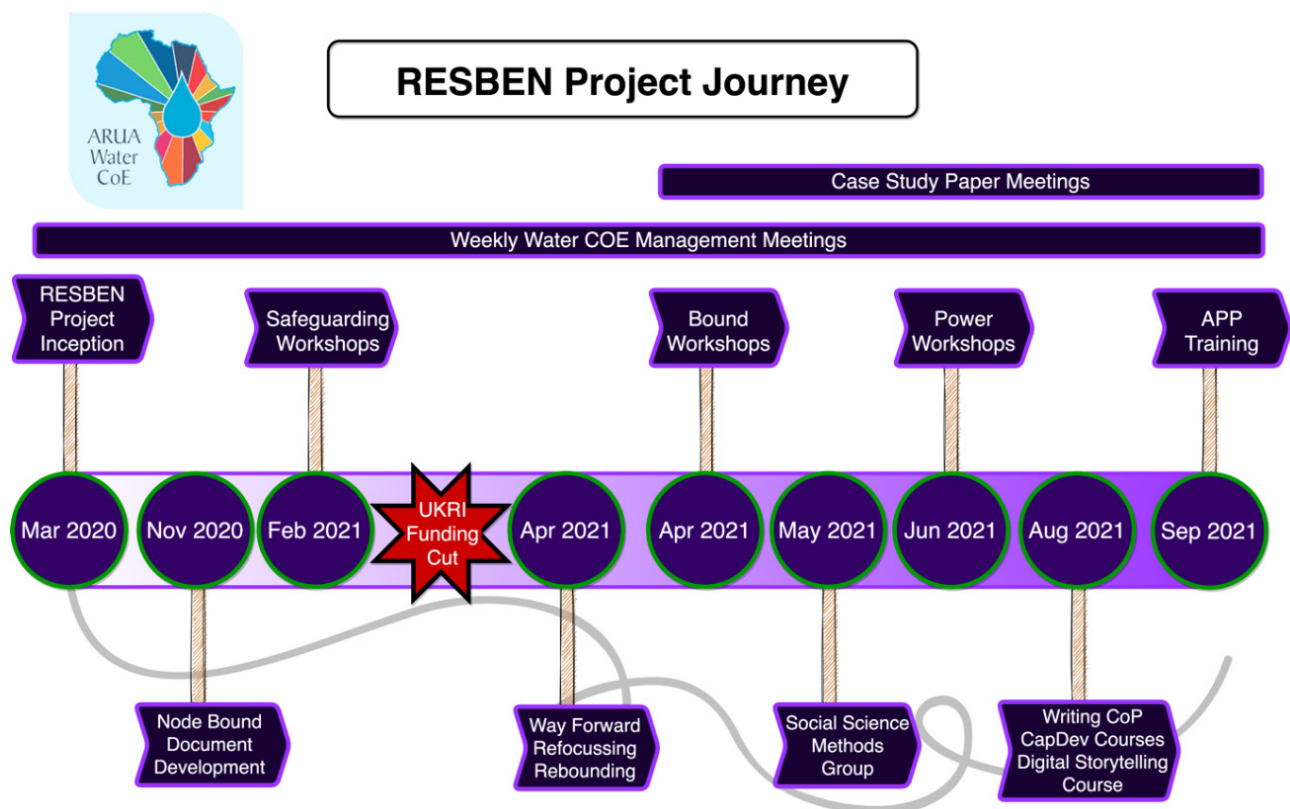 ARUA
Water
CoE
RESBEN Project Journey
Case Study Paper Meetings
Weekly Water COE Management Meetings
RESBEN
Project
Inception
Safeguarding
Workshops
Bound
Workshops
Power
Workshops
APP
Training
Mar 2020
Nov 2020
Feb 2021
UKRI
Funding
Cut
Apr 2021
Apr 2021
May 2021
Jun 2021
Aug 2021
Sep 2021
Node Bound
Document
Development
Way Forward
Refocussing
Rebounding
Social Science
Methods
Group
Writing CoP
CapDev Courses
Digital Storytelling
Course